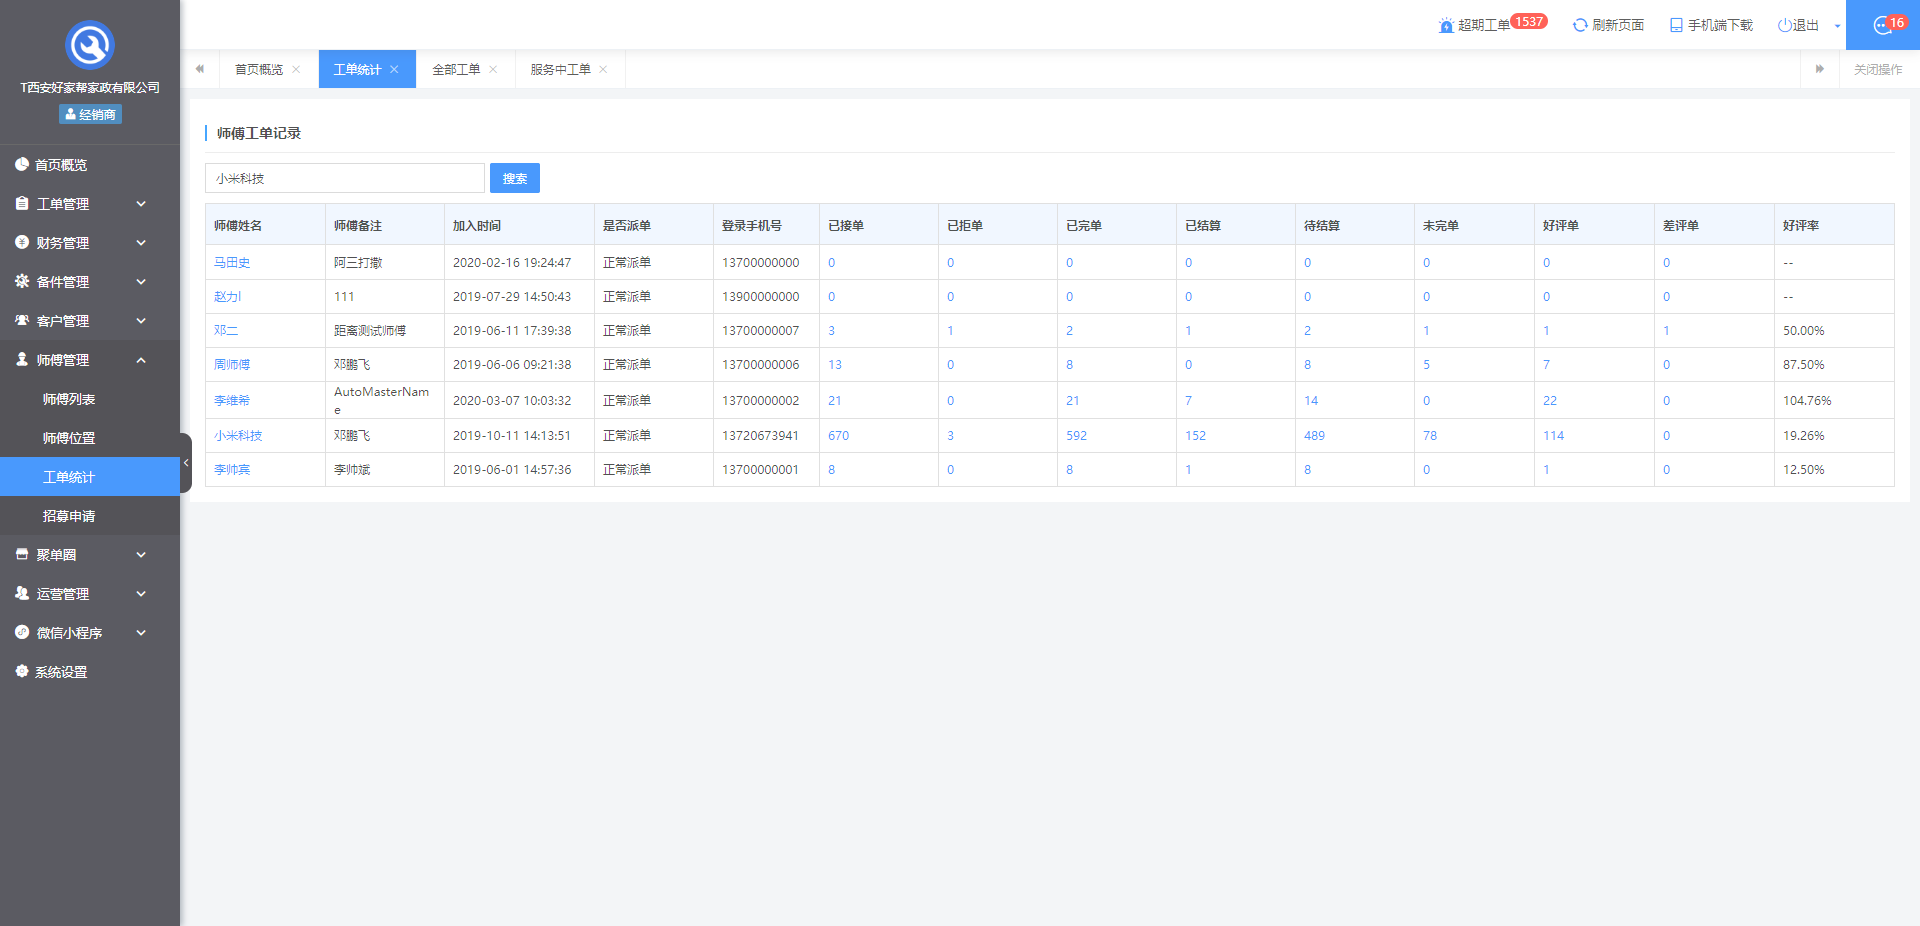 超期工单 1537 刷新页面 手机端下载 退出 16
T西安好家帮家政有限公司
经销商
首页概览
工单管理
财务管理
备件管理
客户管理
师傅管理
师傅列表
师傅位置
工单统计
招募申请
聚单圈
运营管理
微信小程序
系统设置
首页概览 工单统计 全部工单 服务中工单 关闭操作
师傅工单记录
小米科技 搜索
师傅姓名 师傅备注 加入时间 是否派单 登录手机号 已接单 已拒单 已完单 已结算 待结算 未完单 好评单 差评单 好评率
马田史 阿三打撒 2020-02-16 19:24:47 正常派单 13700000000 0 0 0 0 0 0 0 0 --
赵力l 111 2019-07-29 14:50:43 正常派单 13900000000 0 0 0 0 0 0 0 0 --
邓二 距离测试师傅 2019-06-11 17:39:38 正常派单 13700000007 3 1 2 1 2 1 1 1 50.00%
周师傅 邓鹏飞 2019-06-06 09:21:38 正常派单 13700000006 13 0 8 0 8 5 7 0 87.50%
李维希 AutoMasterName 2020-03-07 10:03:32 正常派单 13700000002 21 0 21 7 14 0 22 0 104.76%
小米科技 邓鹏飞 2019-10-11 14:13:51 正常派单 13720673941 670 3 592 152 489 78 114 0 19.26%
李帅宾 李帅斌 2019-06-01 14:57:36 正常派单 13700000001 8 0 8 1 8 0 1 0 12.50%